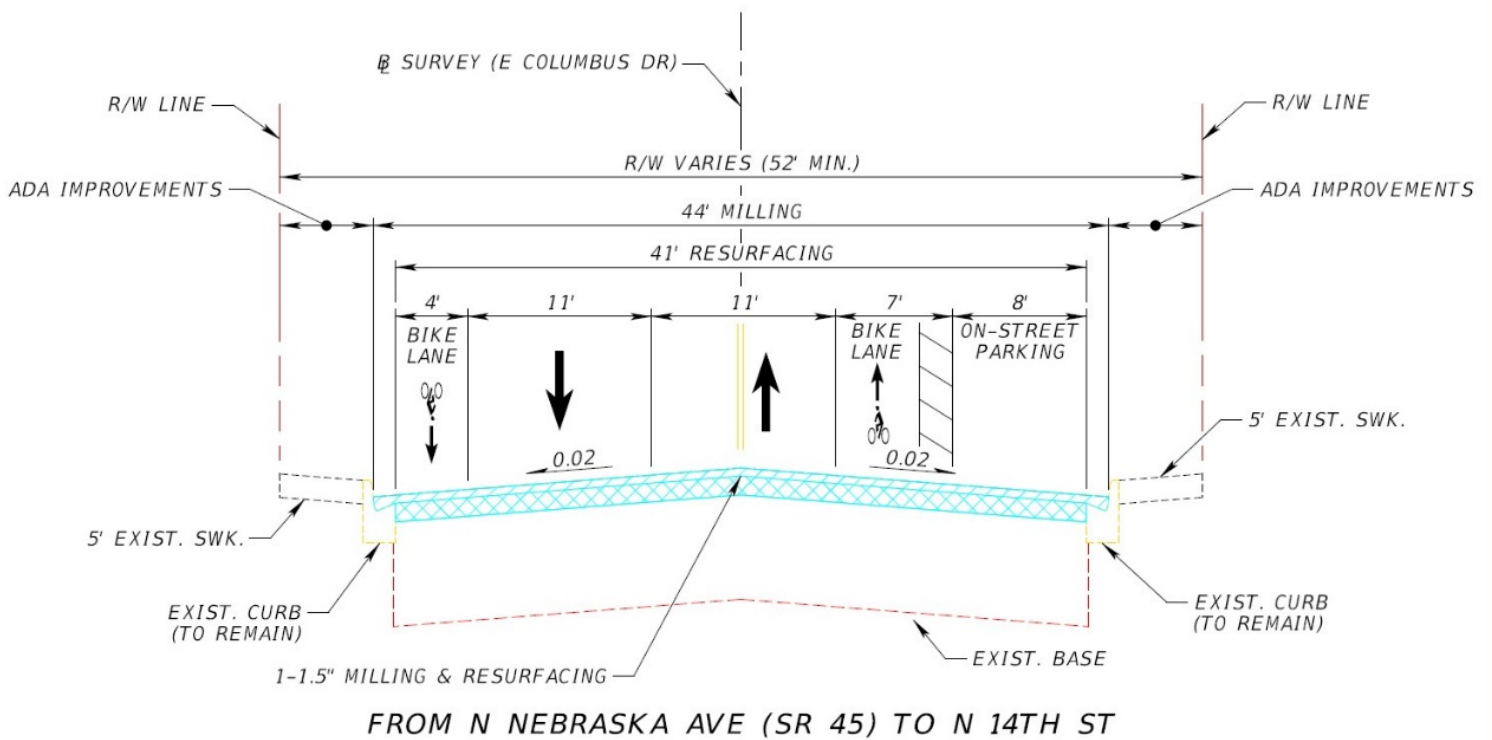 ℄ SURVEY (E COLUMBUS DR)
R/W LINE
R/W LINE
R/W VARIES (52' MIN.)
ADA IMPROVEMENTS
ADA IMPROVEMENTS
44' MILLING
41' RESURFACING
4' 11' 11' 7' 8'
BIKE LANE
BIKE LANE
ON-STREET PARKING
0.02
0.02
5' EXIST. SWK.
5' EXIST. SWK.
EXIST. CURB
(TO REMAIN)
EXIST. CURB
(TO REMAIN)
EXIST. BASE
1-1.5" MILLING & RESURFACING
FROM N NEBRASKA AVE (SR 45) TO N 14TH ST